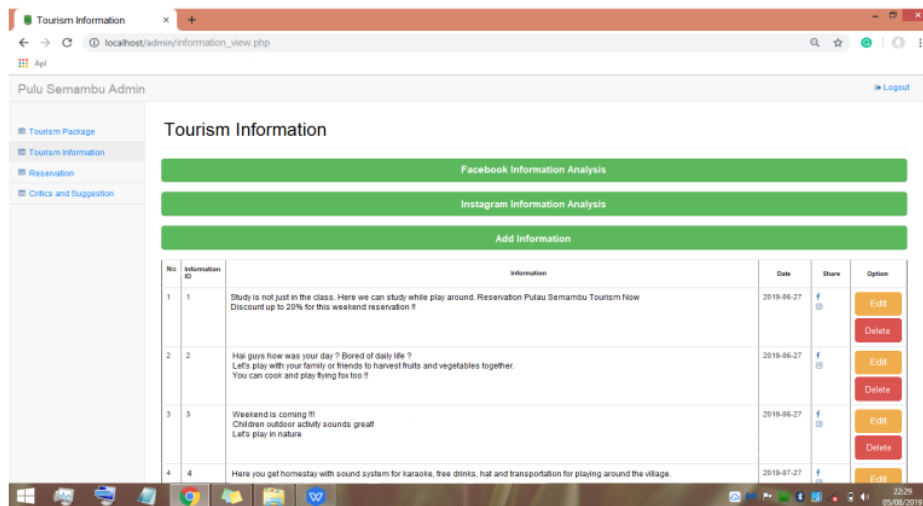 Tourism Information
localhost/admin/information_view.php
Apl
Pulu Semambu Admin
Logout
Tourism Package
Tourism Information
Reservation
Critics and Suggestion
Tourism Information
Facebook Information Analysis
Instagram Information Analysis
Add Information
No Information ID Information Date Share Option
1 1 Study is not just in the class. Here we can study while play around. Reservation Pulau Semambu Tourism Now 2019-06-27 Edit
Discount up to 20% for this weekend reservation !!
Delete
2 2 Hai guys how was your day ? Bored of daily life ? 2019-06-27 Edit
Let's play with your family or friends to harvest fruits and vegetables together.
You can cook and play flying fox too !!
Delete
3 3 Weekend is coming !!! 2019-06-27 Edit
Children outdoor activity sounds great!
Let's play in nature
Delete
4 4 Here you get homestay with sound system for karaoke, free drinks, hat and transportation for playing around the village. 2019-07-27 Edit
22:29
05/08/2019